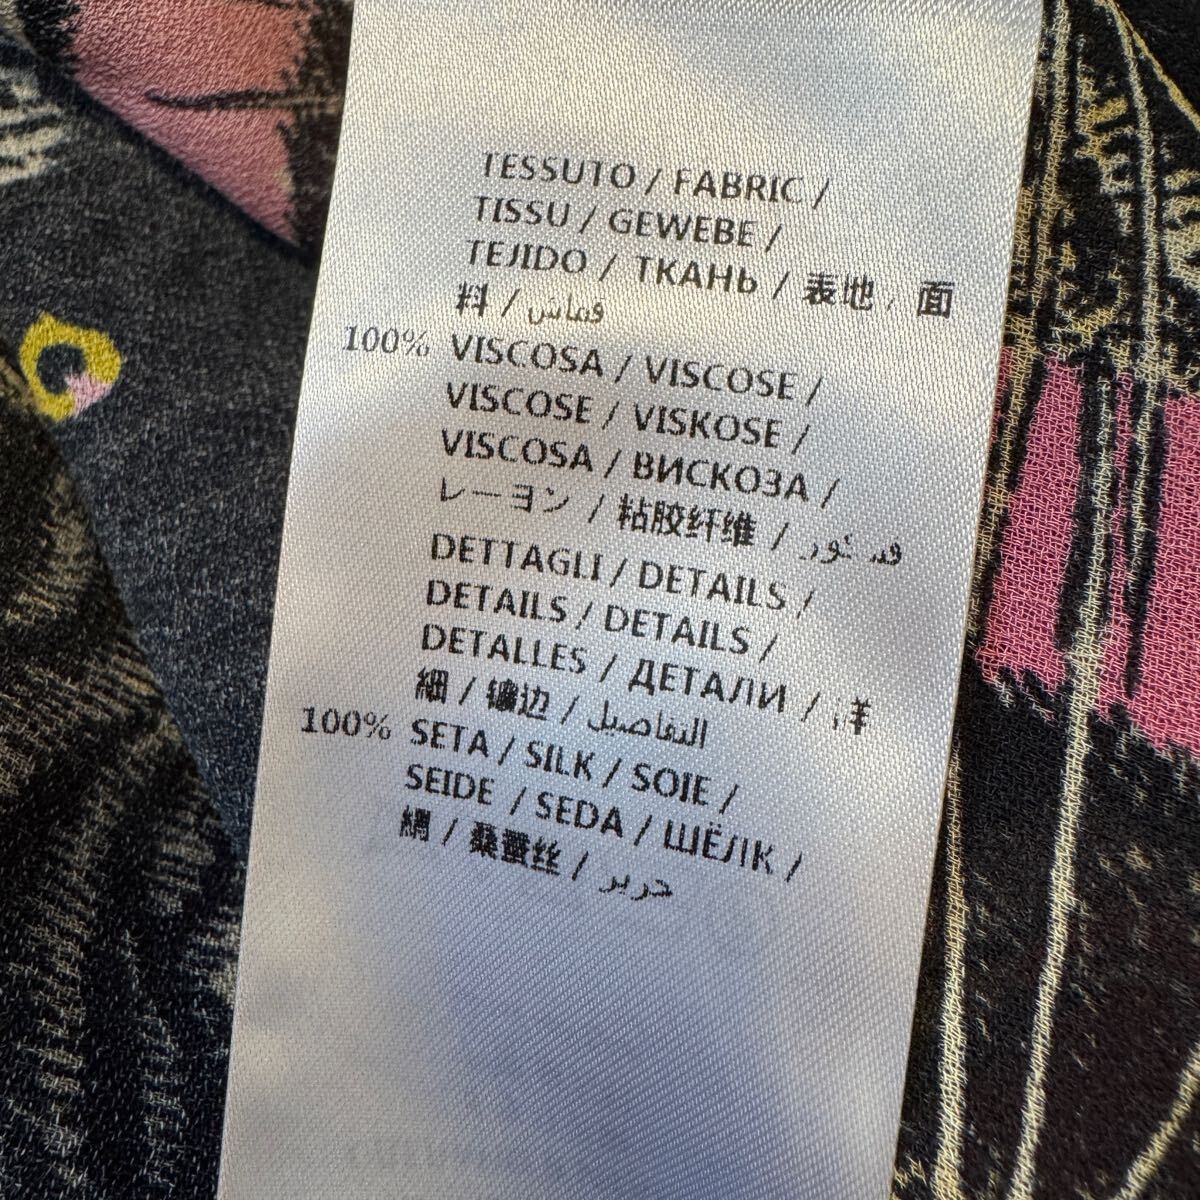 TESSUTO / FABRIC /
TISSU / GEWEBE /
TEJIDO / ТКАНЬ / 表地, 面
料 / قماش
100% VISCOSA / VISCOSE /
VISCOSE / VISKOSE /
VISCOSA / ВИСКОЗА /
レーヨン / 粘胶纤维 /
DETTAGLI / DETAILS /
DETAILS / DETAILS /
DETALLES / ДЕТАЛИ / 详
細 / 镶边 / التفاصيل
100% SETA / SILK / SOIE /
SEIDE / SEDA / ШЁЛК /
絹 / 桑蚕丝 / حرير